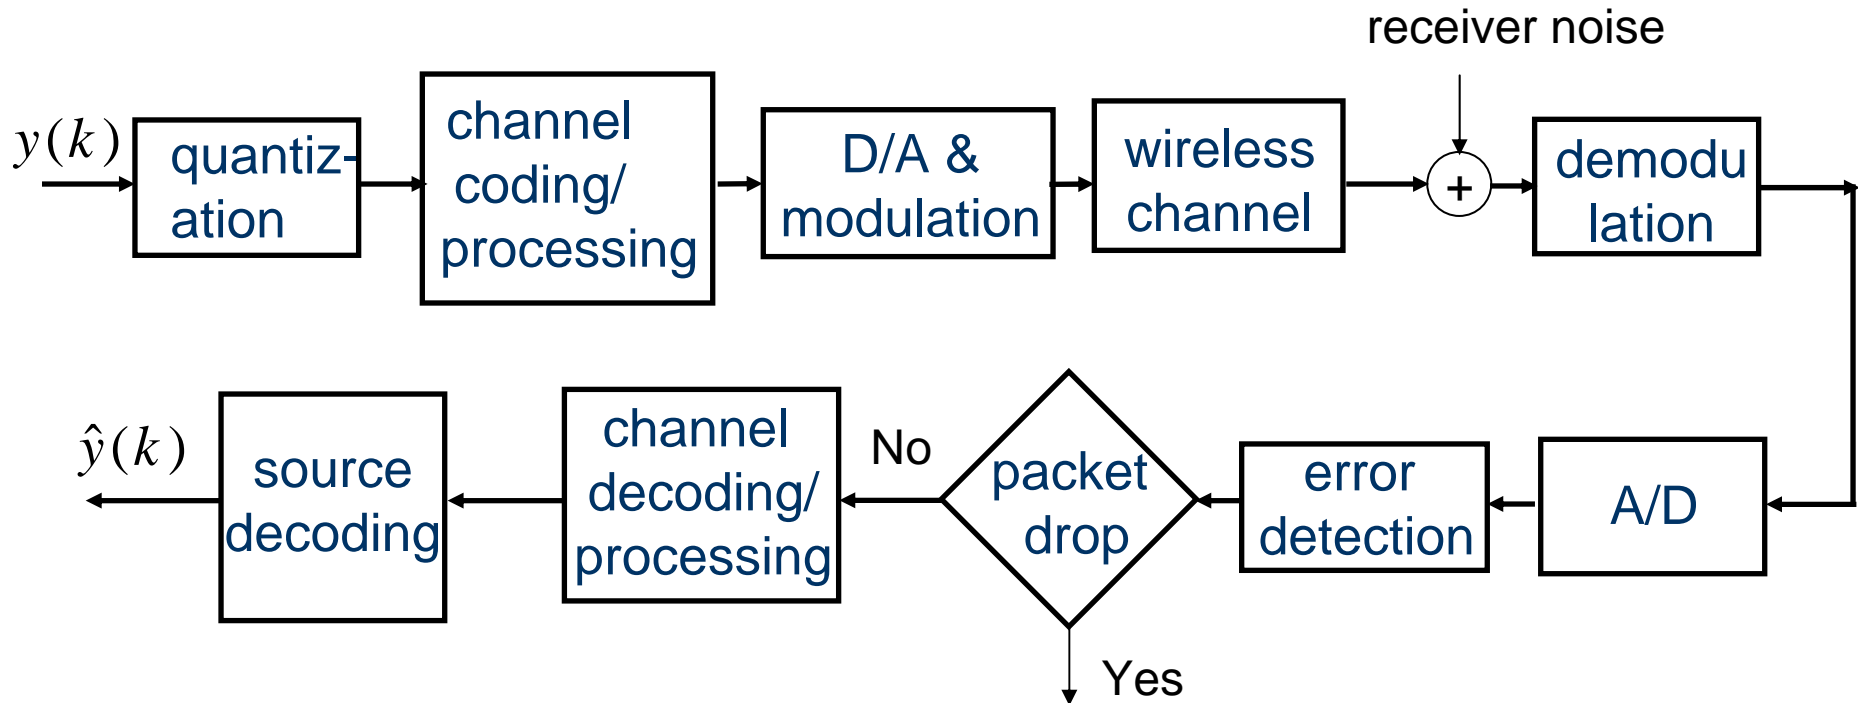 receiver noise
y(k)
quantiz-
ation
channel
coding/
processing
D/A &
modulation
wireless
channel
+
demodu
lation
A/D
error
detection
packet
drop
No
Yes
channel
decoding/
processing
source
decoding
ŷ(k)